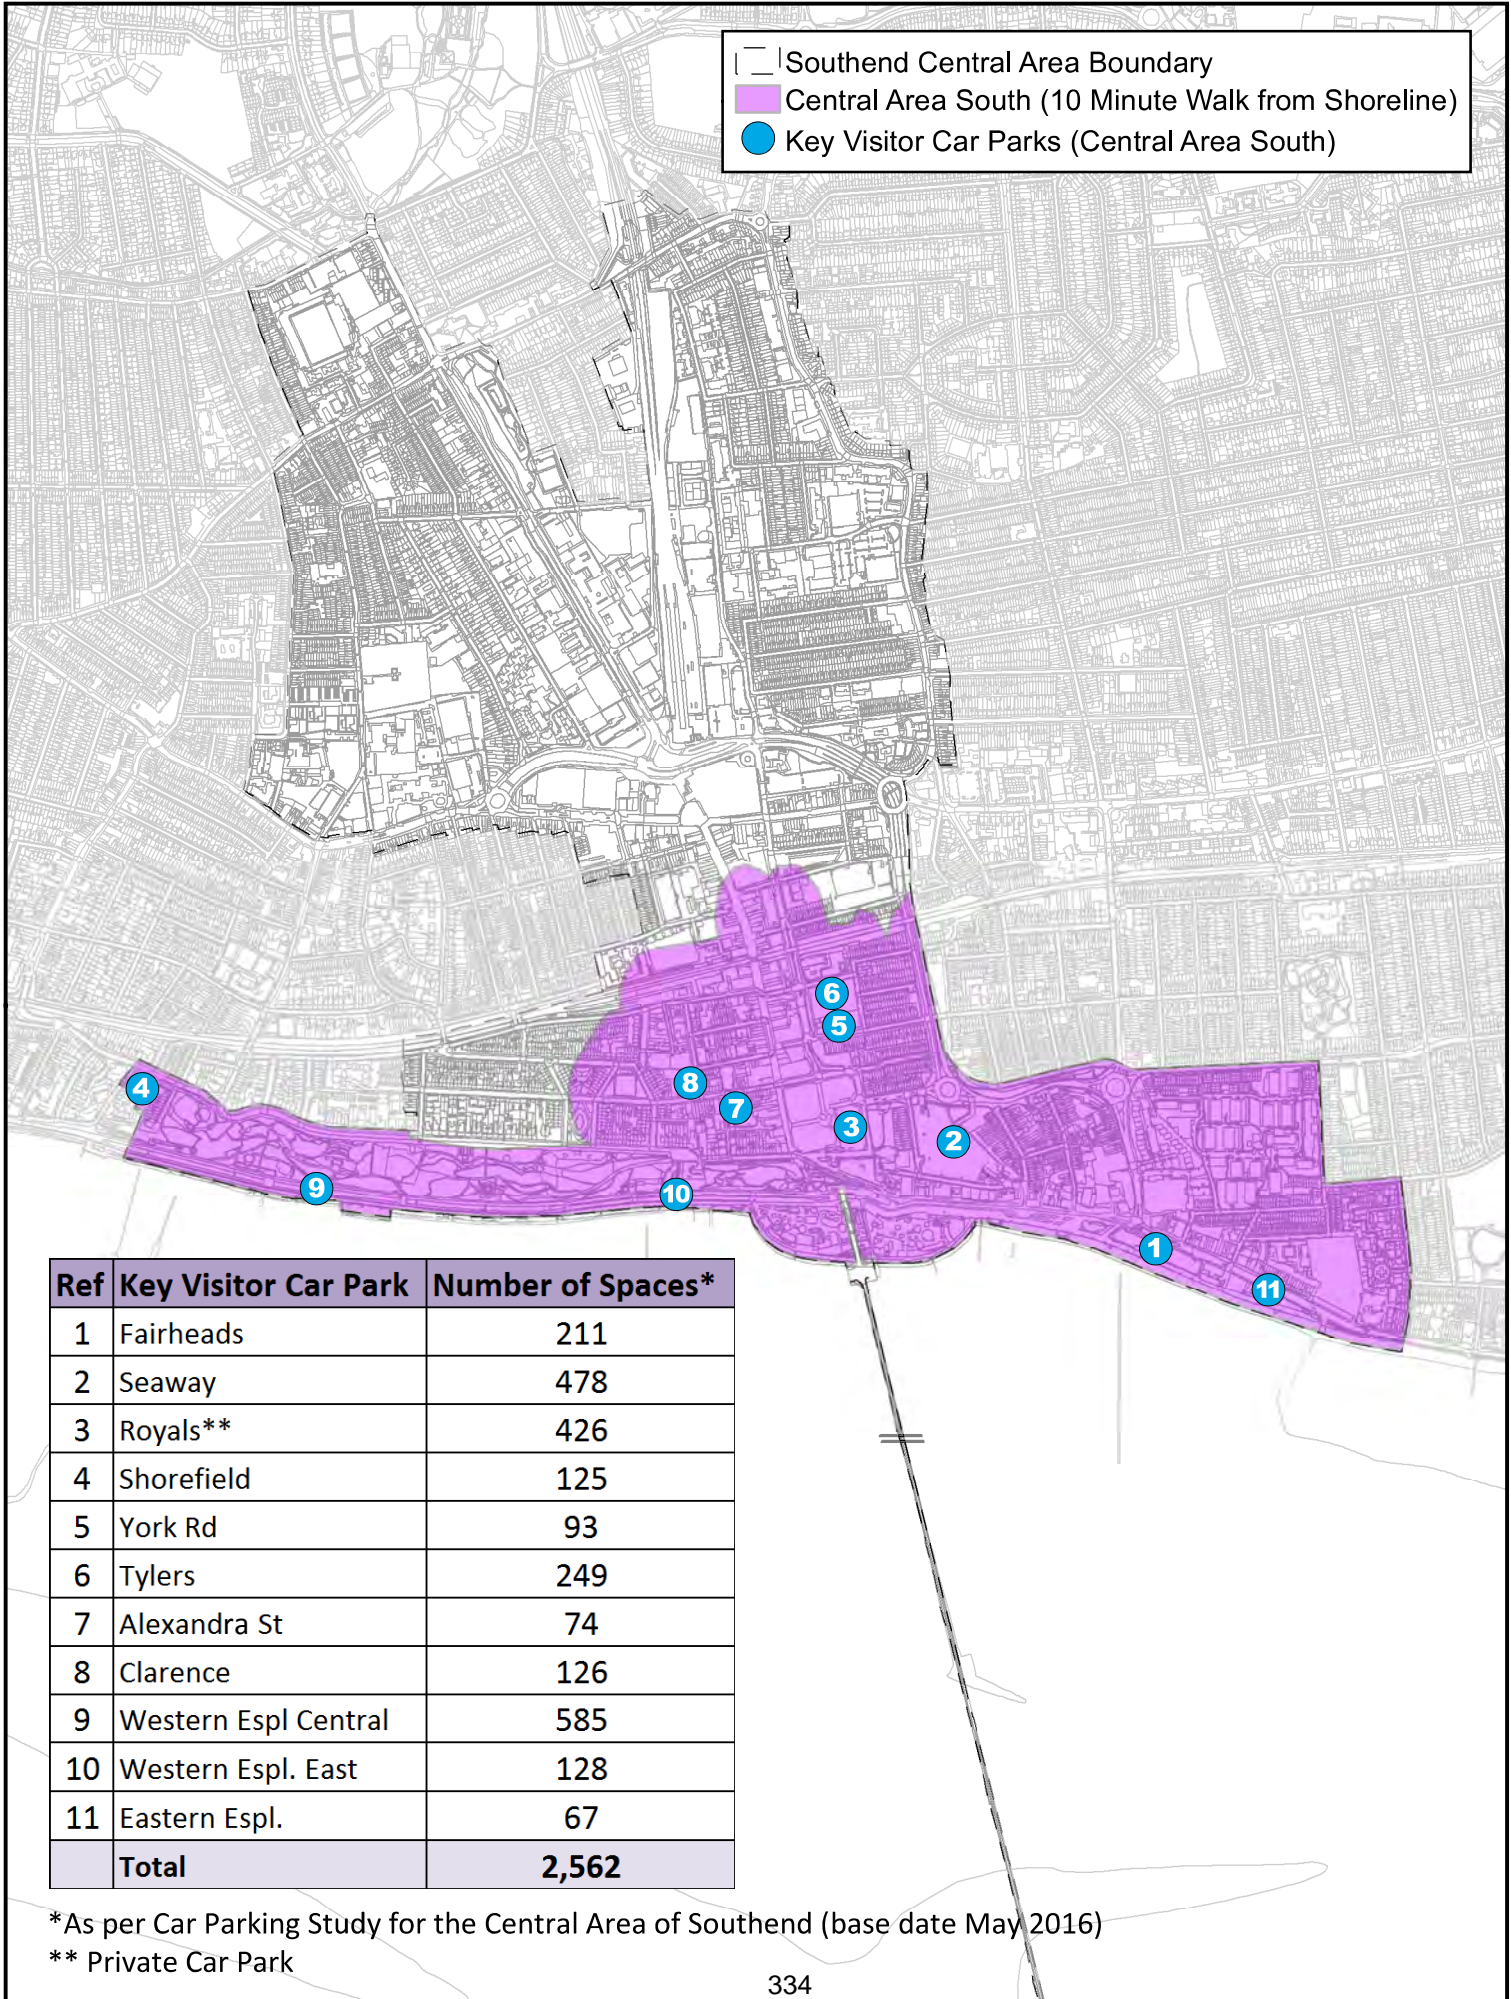 Southend Central Area Boundary
Central Area South (10 Minute Walk from Shoreline)
Key Visitor Car Parks (Central Area South)
6
5
4
8
7
3
2
9
10
1
11
Ref Key Visitor Car Park Number of Spaces*
1 Fairheads 211
2 Seaway 478
3 Royals** 426
4 Shorefield 125
5 York Rd 93
6 Tylers 249
7 Alexandra St 74
8 Clarence 126
9 Western Espl Central 585
10 Western Espl. East 128
11 Eastern Espl. 67
Total 2,562
*As per Car Parking Study for the Central Area of Southend (base date May 2016)
** Private Car Park
334